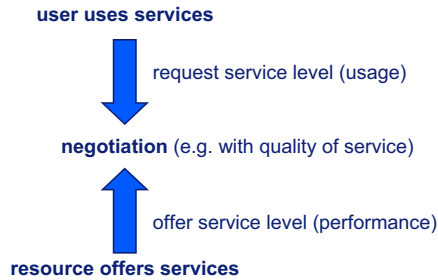 user uses services
request service level (usage)
negotiation (e.g. with quality of service)
offer service level (performance)
resource offers services